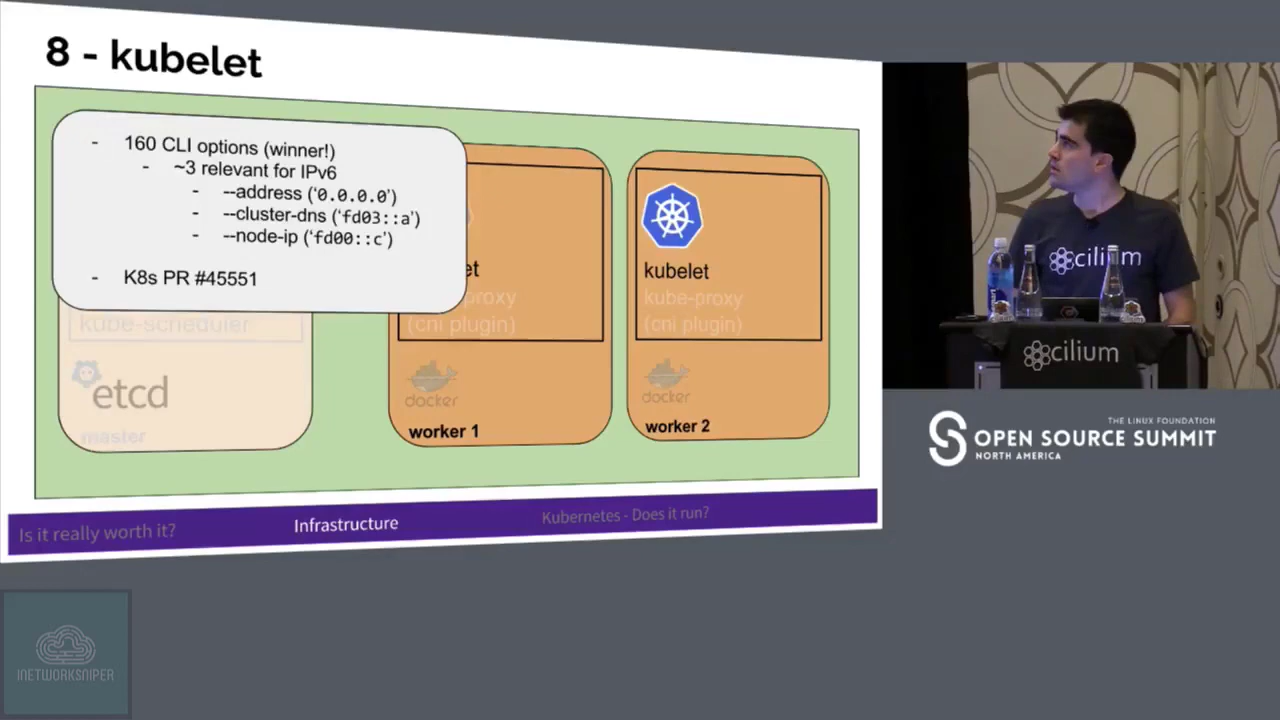 8 - kubelet
- 160 CLI options (winner!)
- ~3 relevant for IPv6
- --address ('0.0.0.0')
- --cluster-dns ('fd03::a')
- --node-ip ('fd00::c')
- K8s PR #45551
kube-scheduler
etcd
master
et
proxy
(cni plugin)
docker
worker 1
kubelet
kube-proxy
(cni plugin)
docker
worker 2
Is it really worth it?
Infrastructure
Kubernetes - Does it run?
cilium
cilium
THE LINUX FOUNDATION
OPEN SOURCE SUMMIT
NORTH AMERICA
INETWORKSNIPER